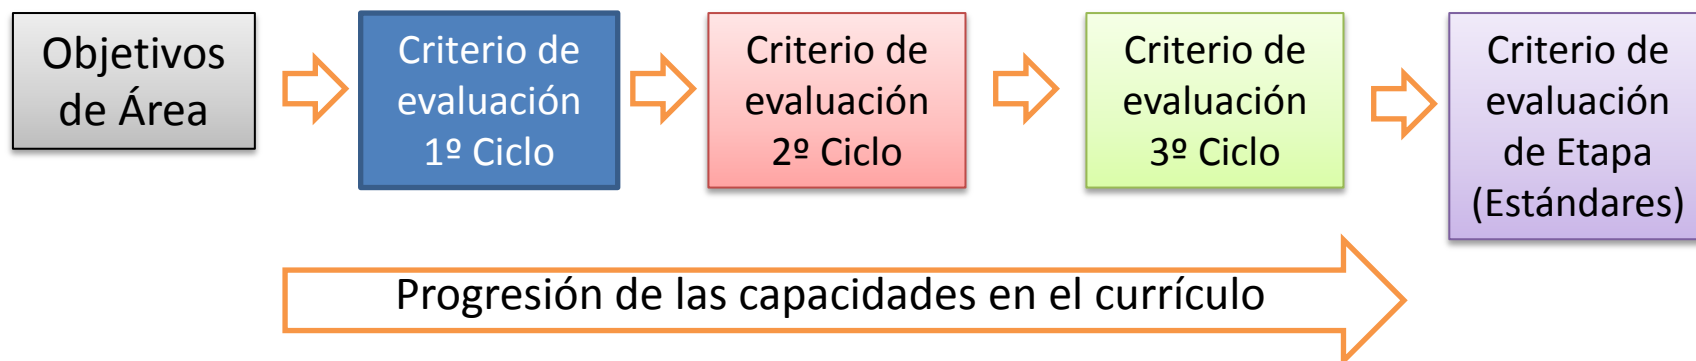 Objetivos
de Área
Criterio de
evaluación
1º Ciclo
Criterio de
evaluación
2º Ciclo
Criterio de
evaluación
3º Ciclo
Criterio de
evaluación
de Etapa
(Estándares)
Progresión de las capacidades en el currículo